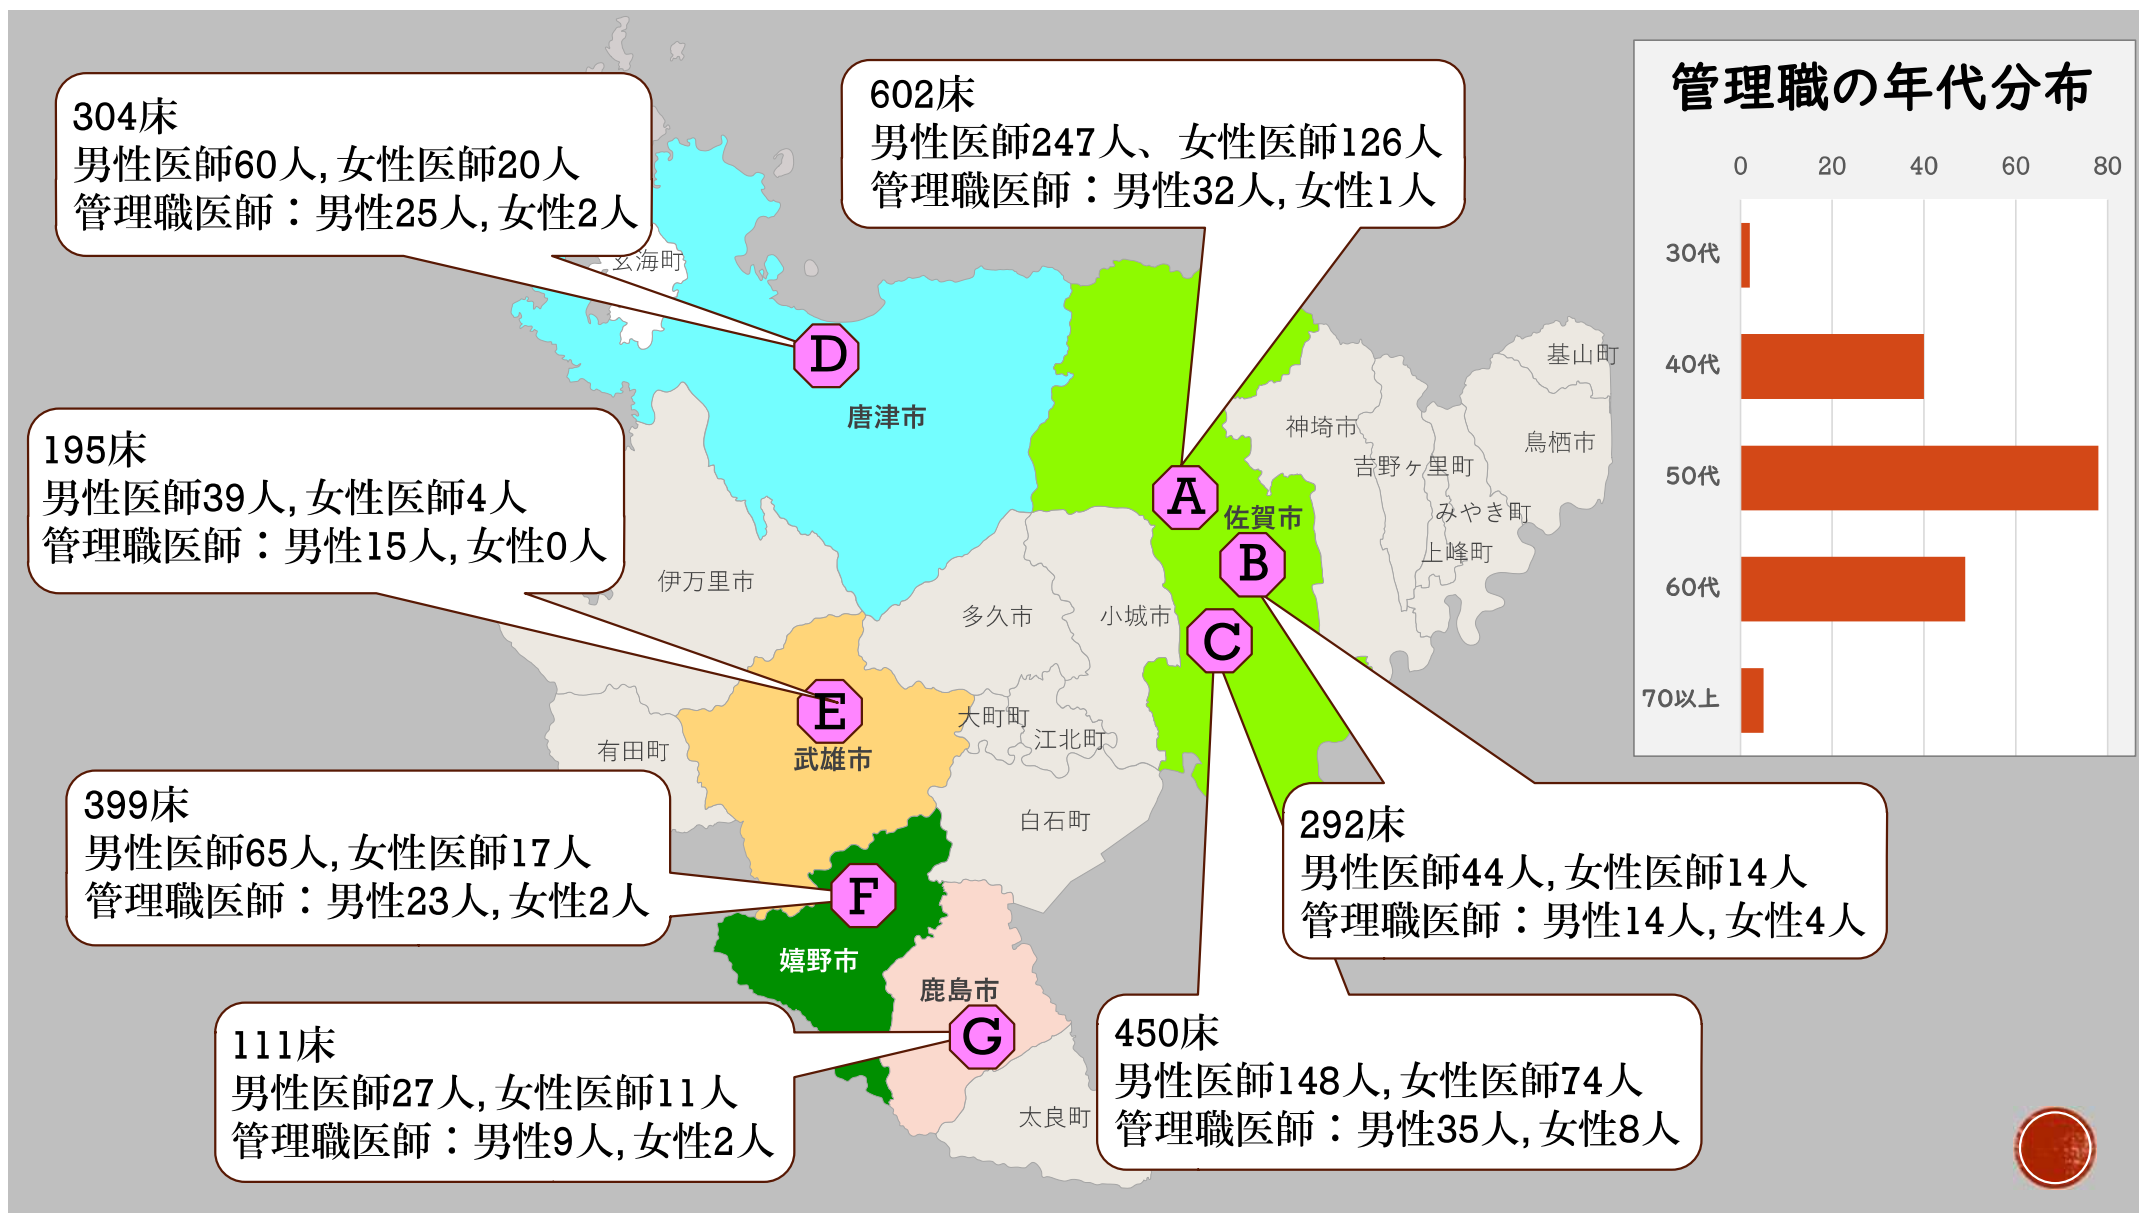 304床
男性医師60人, 女性医師20人
管理職医師：男性25人, 女性2人
602床
男性医師247人、女性医師126人
管理職医師：男性32人, 女性1人
管理職の年代分布
0 20 40 60 80
30代
40代
50代
60代
70以上
玄海町
D
唐津市
195床
男性医師39人, 女性医師4人
管理職医師：男性15人, 女性0人
基山町
鳥栖市
神埼市
吉野ヶ里町
みやき町
上峰町
A
佐賀市
B
C
伊万里市
多久市
小城市
E
武雄市
大町町
江北町
有田町
白石町
399床
男性医師65人, 女性医師17人
管理職医師：男性23人, 女性2人
F
嬉野市
292床
男性医師44人, 女性医師14人
管理職医師：男性14人, 女性4人
鹿島市
G
111床
男性医師27人, 女性医師11人
管理職医師：男性9人, 女性2人
太良町
450床
男性医師148人, 女性医師74人
管理職医師：男性35人, 女性8人